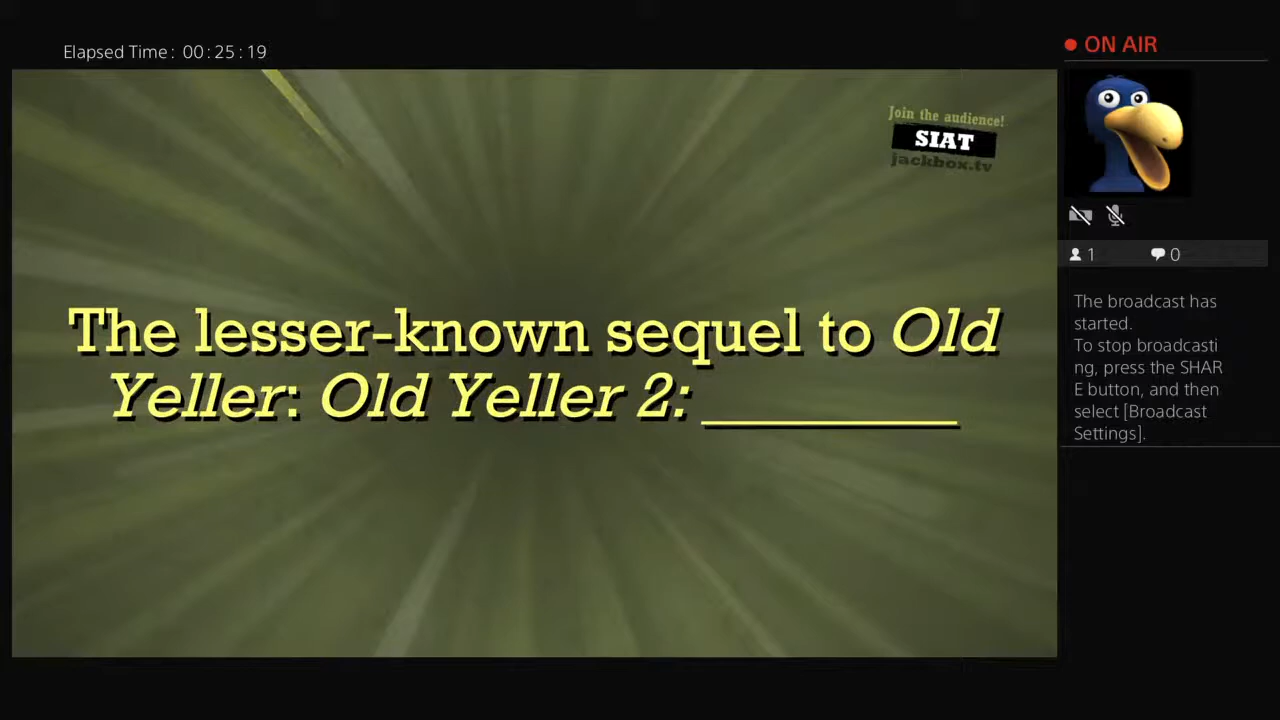 Elapsed Time: 00:25:19
ON AIR
Join the audience!
SIAT
jackbox.tv
The lesser-known sequel to Old
Yeller: Old Yeller 2: __________
1
0
The broadcast has
started.
To stop broadcasti
ng, press the SHAR
E button, and then
select [Broadcast
Settings].